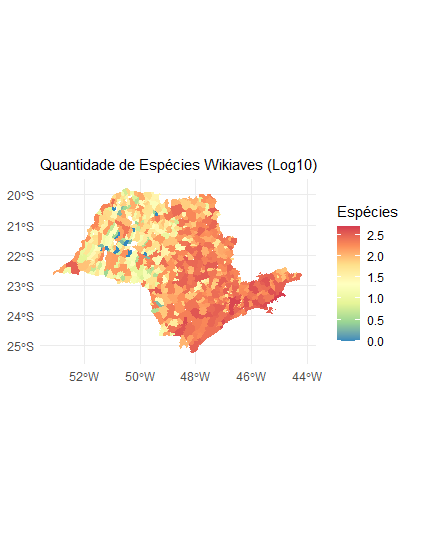 Quantidade de Espécies Wikiaves (Log10)
20°S
21°S
22°S
23°S
24°S
25°S
52°W
50°W
48°W
46°W
44°W
Espécies
2.5
2.0
1.5
1.0
0.5
0.0